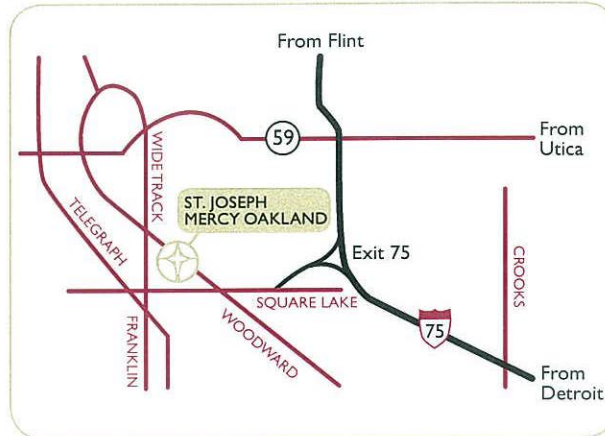 From Flint
59
From
Utica
WIDE TRACK
ST. JOSEPH
MERCY OAKLAND
TELEGRAPH
Exit 75
CROOKS
SQUARE LAKE
FRANKLIN
WOODWARD
75
From
Detroit